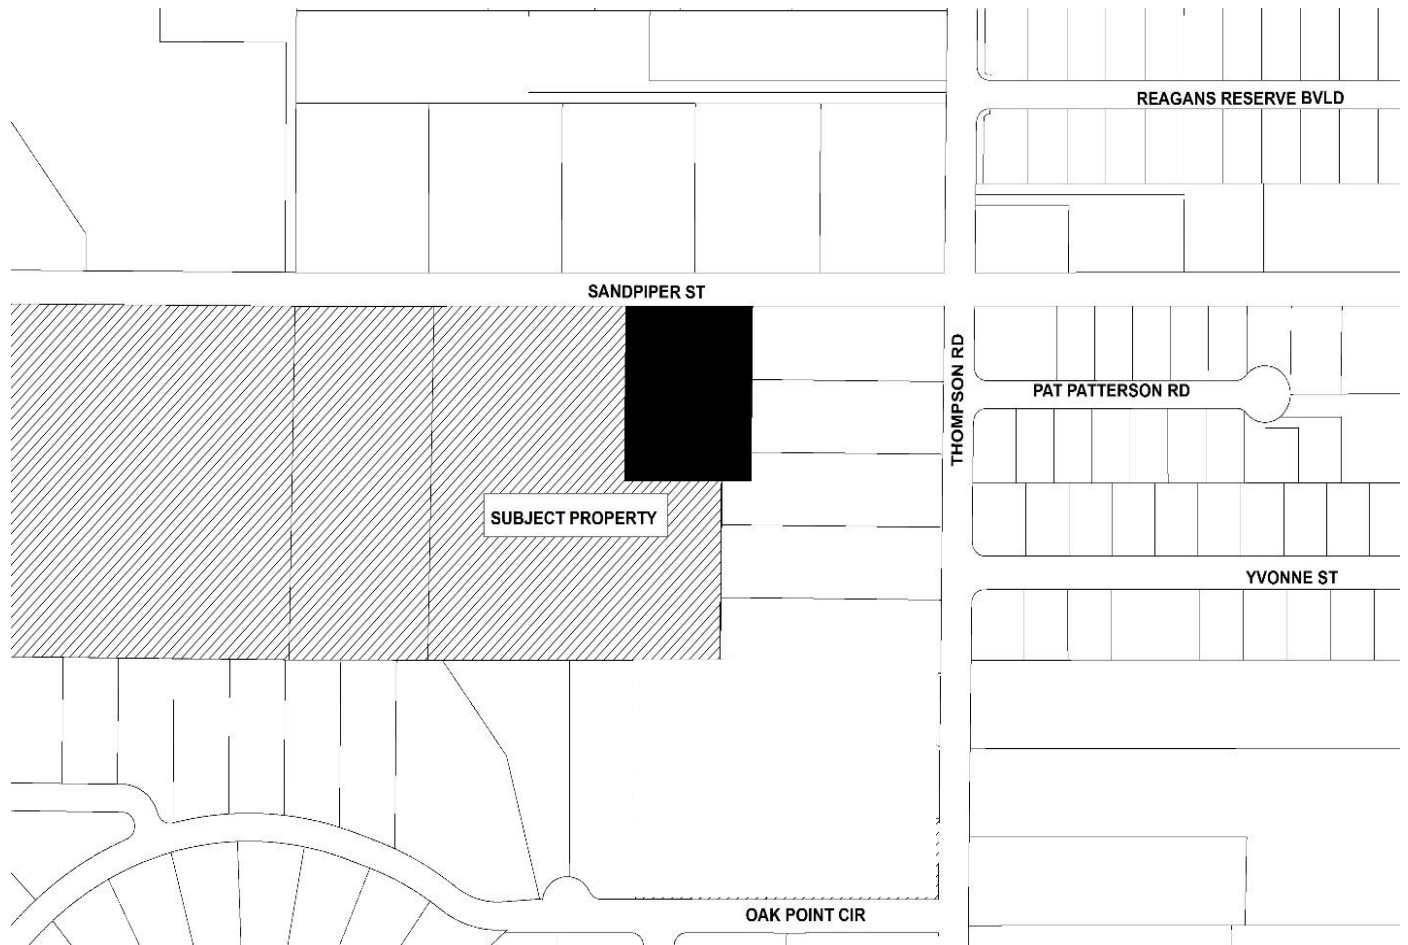 REAGANS RESERVE BVLD
SANDPIPER ST
THOMPSON RD
PAT PATTERSON RD
SUBJECT PROPERTY
YVONNE ST
OAK POINT CIR